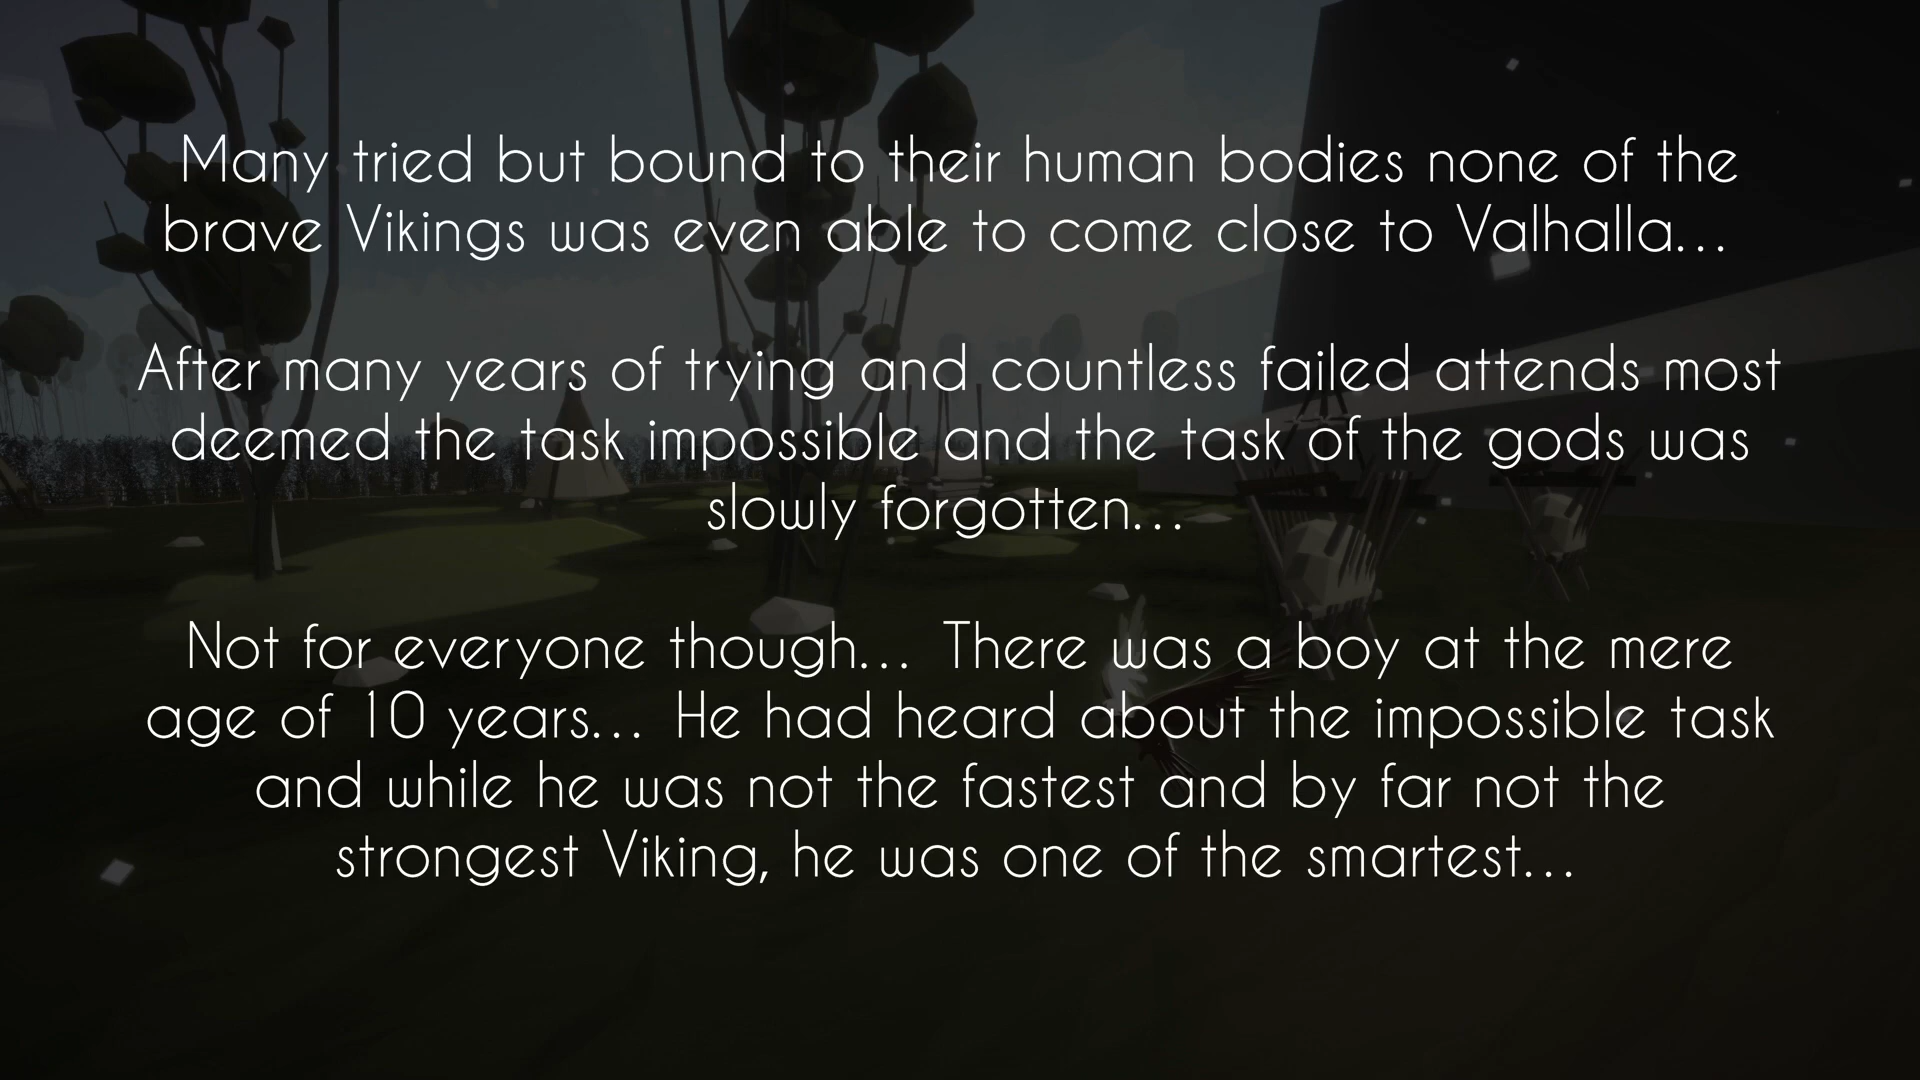 Many tried but bound to their human bodies none of the
brave Vikings was even able to come close to Valhalla...
After many years of trying and countless failed attends most
deemed the task impossible and the task of the gods was
slowly forgotten...
Not for everyone though... There was a boy at the mere
age of 10 years... He had heard about the impossible task
and while he was not the fastest and by far not the
strongest Viking, he was one of the smartest...